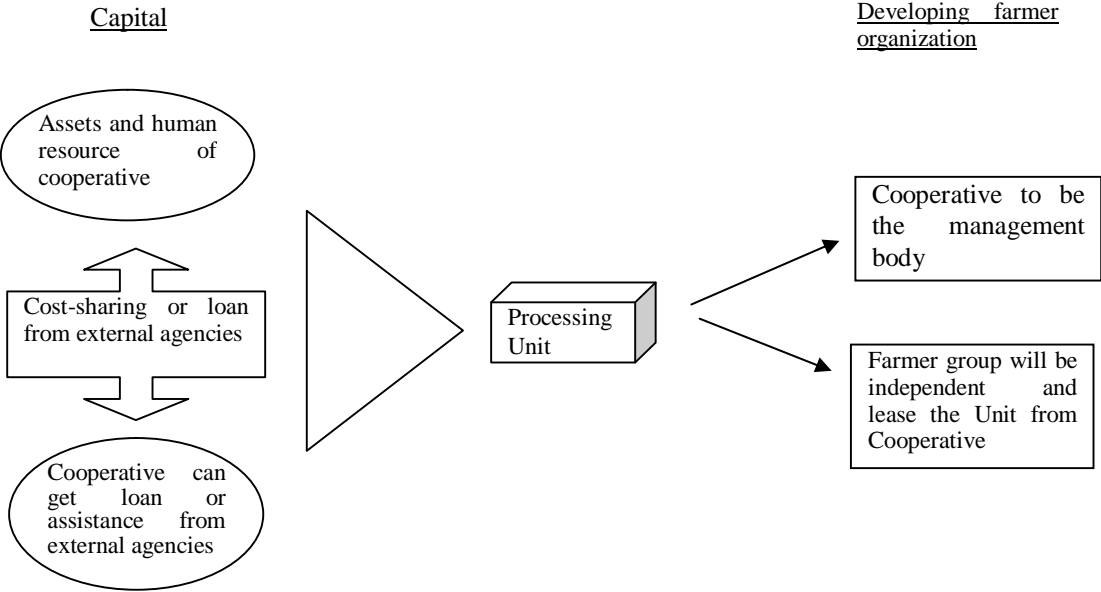 Capital
Developing farmer
organization
Assets and human
resource of
cooperative
Cost-sharing or loan
from external agencies
Cooperative can
get loan or
assistance from
external agencies
Processing
Unit
Cooperative to be
the management
body
Farmer group will be
independent and
lease the Unit from
Cooperative